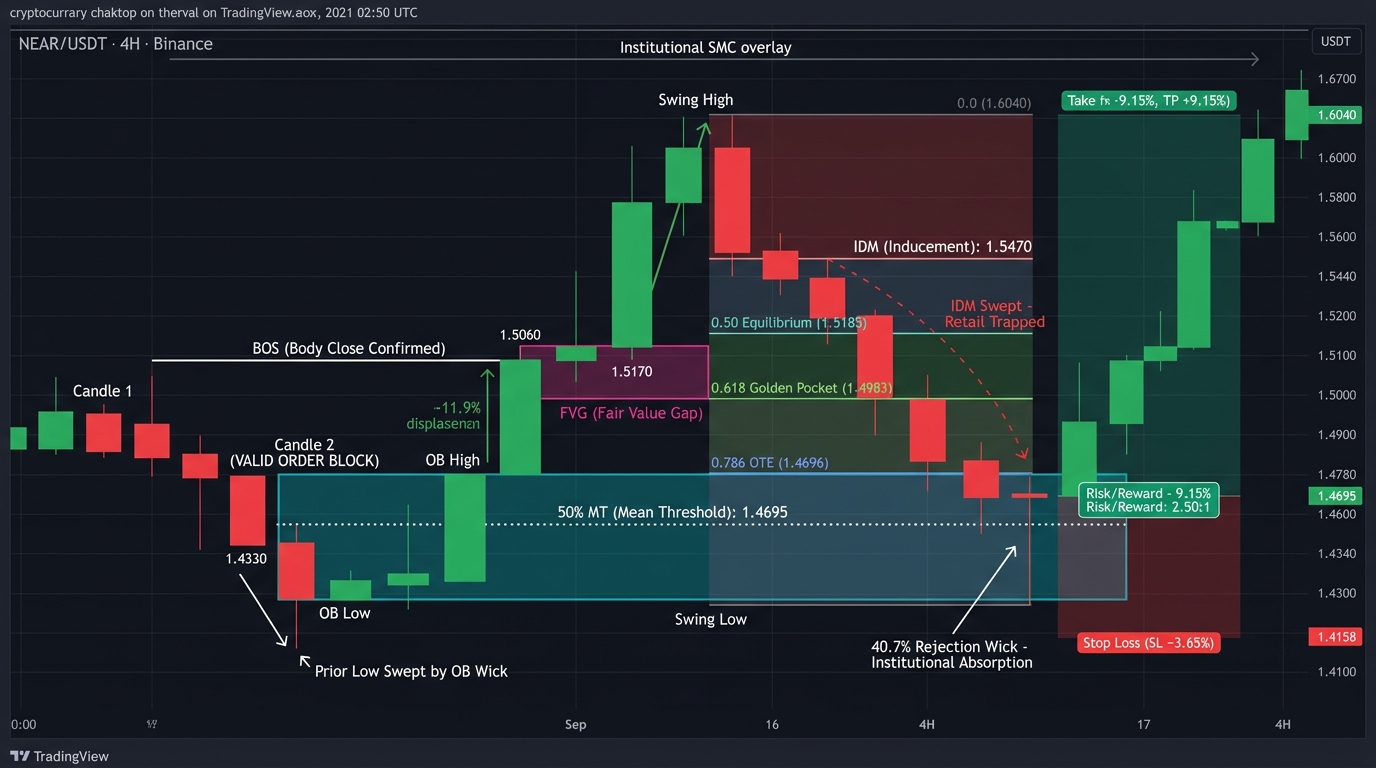 cryptocurrary chaktop on therval on TradingView.aox, 2021 02:50 UTC
NEAR/USDT · 4H · Binance
Institutional SMC overlay
USDT
1.6700
Swing High
0.0 (1.6040)
Take fx -9.15%, TP +9.15%)
1.6040
1.6000
1.5800
1.5600
IDM (Inducement): 1.5470
1.5440
IDM Swept -
Retail Trapped
1.5200
0.50 Equilibrium (1.5185)
1.5060
BOS (Body Close Confirmed)
1.5100
1.5170
Candle 1
0.618 Golden Pocket (1.4983)
1.5000
~11.9%
displasenan
FVG (Fair Value Gap)
1.4900
Candle 2
(VALID ORDER BLOCK)
OB High
0.786 OTE (1.4696)
1.4780
Risk/Reward - 9.15%
Risk/Reward: 2.50:1
1.4695
50% MT (Mean Threshold): 1.4695
1.4600
1.4330
1.4340
1.4300
OB Low
Swing Low
40.7% Rejection Wick -
Institutional Absorption
Stop Loss (SL -3.65%)
1.4158
Prior Low Swept by OB Wick
1.4100
0:00
Sep
16
4H
17
4H
TradingView